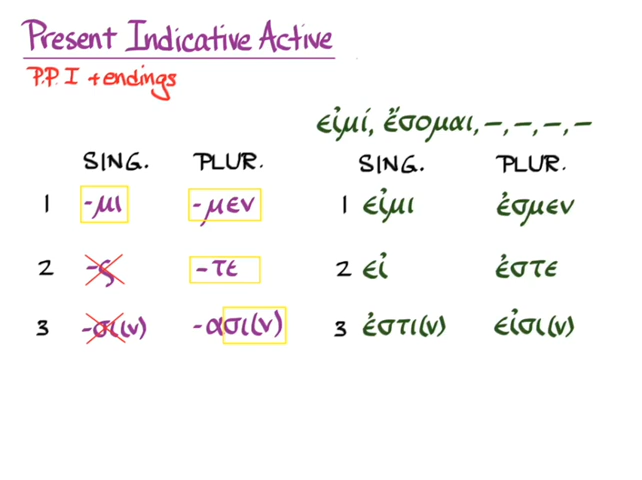 Present Indicative Active
P.P. I + endings
εἰμί, ἔσομαι, –, –, –, –
SING. PLUR. SING. PLUR.
1 -μι -μεν 1 εἰμι ἐσμεν
2 -ς -τε 2 εἰ ἐστε
3 -σι(ν) -ασι(ν) 3 ἐστι(ν) εἰσι(ν)